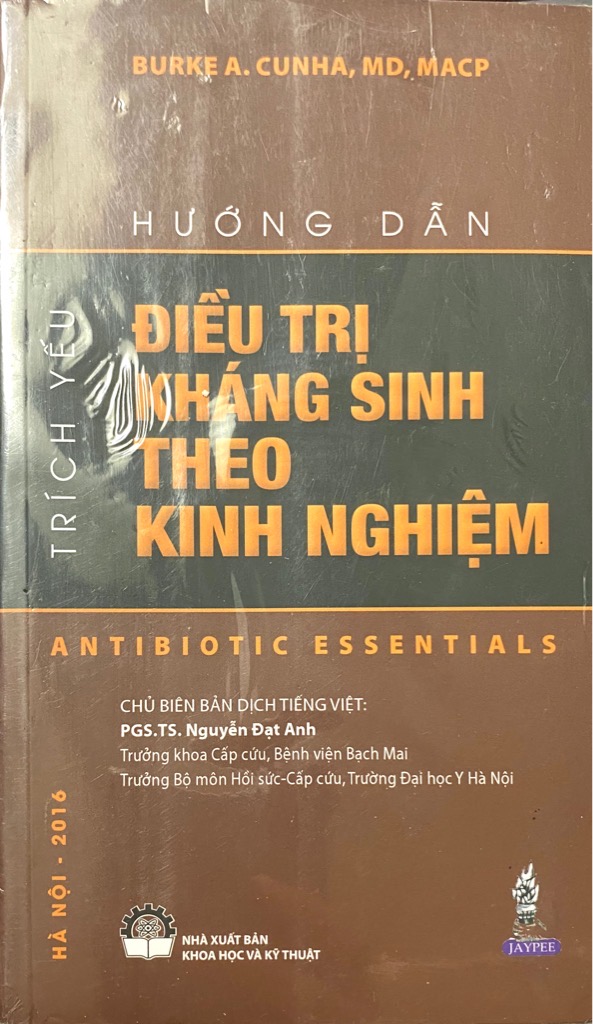 BURKE A. CUNHA, MD, MACP
HƯỚNG DẪN
TRÍCH YẾU
ĐIỀU TRỊ
KHÁNG SINH
THEO
KINH NGHIỆM
ANTIBIOTIC ESSENTIALS
CHỦ BIÊN BẢN DỊCH TIẾNG VIỆT:
PGS.TS. Nguyễn Đạt Anh
Trưởng khoa Cấp cứu, Bệnh viện Bạch Mai
Trưởng Bộ môn Hồi sức-Cấp cứu, Trường Đại học Y Hà Nội
HÀ NỘI - 2016
NHÀ XUẤT BẢN
KHOA HỌC VÀ KỸ THUẬT
JAYPEE